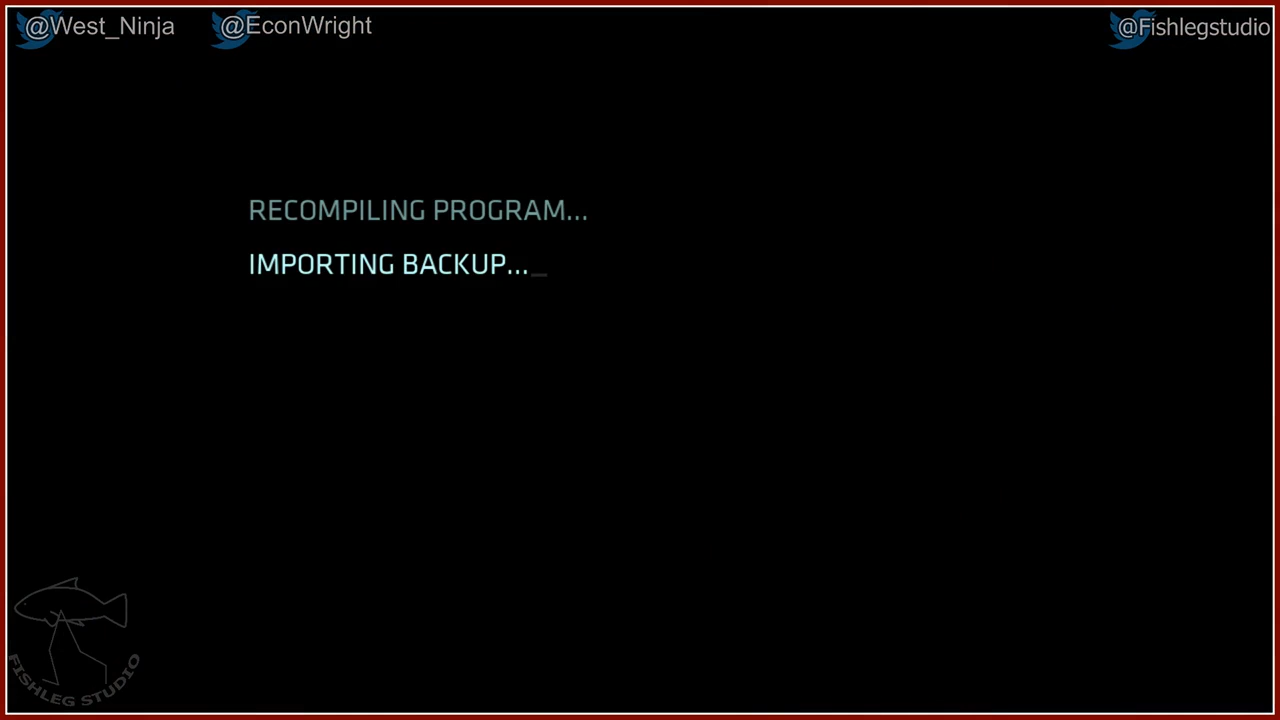 @West_Ninja @EconWright @Fishlegstudio
RECOMPILING PROGRAM...
IMPORTING BACKUP..._
FISHLEG STUDIO